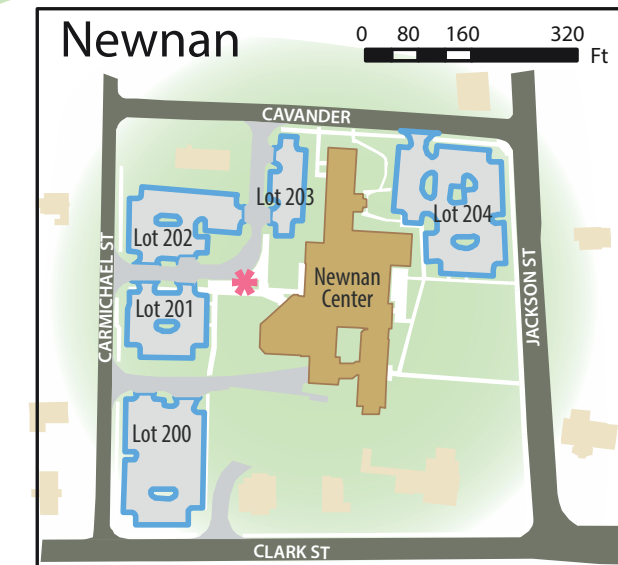 Newnan
0 80 160 320
Ft
CAVANDER
Lot 203
Lot 204
Lot 202
CARMICHAEL ST
JACKSON ST
Newnan
Center
Lot 201
Lot 200
CLARK ST